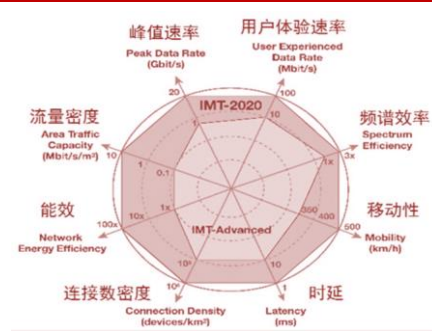 峰值速率
Peak Data Rate
(Gbit/s)
用户体验速率
User Experienced
Data Rate
(Mbit/s)
20
100
IMT-2020
1
10
流量密度
Area Traffic
Capacity
(Mbit/s/m²)
10
1
0.1
频谱效率
Spectrum
Efficiency
1x
3x
能效
100x
10x
1x
Network
Energy Efficiency
IMT-Advanced
350
400
500
移动性
Mobility
(km/h)
连接数密度
10⁵
10⁶
Connection Density
(devices/km²)
10
1
时延
Latency
(ms)